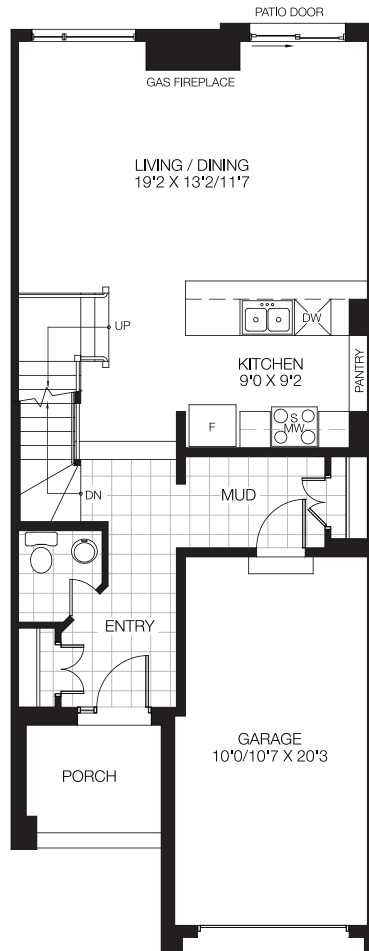 PATIO DOOR
GAS FIREPLACE
LIVING / DINING
19'2 X 13'2/11'7
UP
DW
KITCHEN
9'0 X 9'2
PANTRY
F
S
MW
DN
MUD
ENTRY
PORCH
GARAGE
10'0/10'7 X 20'3